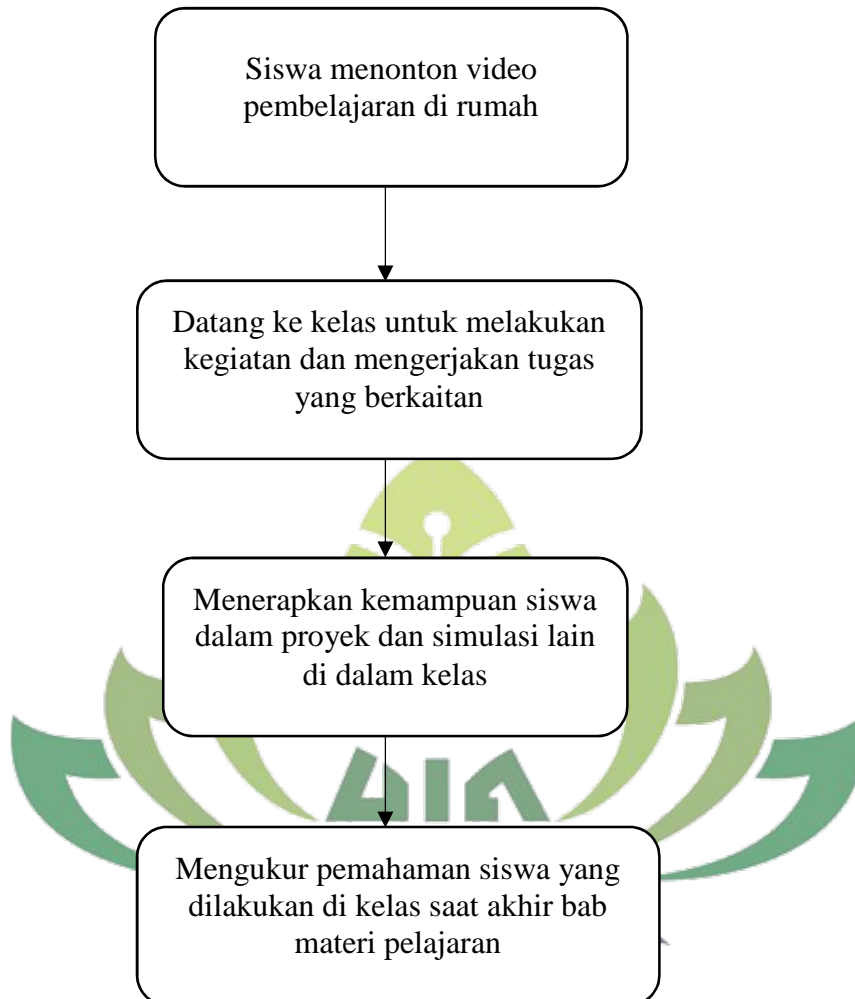 Siswa menonton video
pembelajaran di rumah
Datang ke kelas untuk melakukan
kegiatan dan mengerjakan tugas
yang berkaitan
Menerapkan kemampuan siswa
dalam proyek dan simulasi lain
di dalam kelas
Mengukur pemahaman siswa yang
dilakukan di kelas saat akhir bab
materi pelajaran